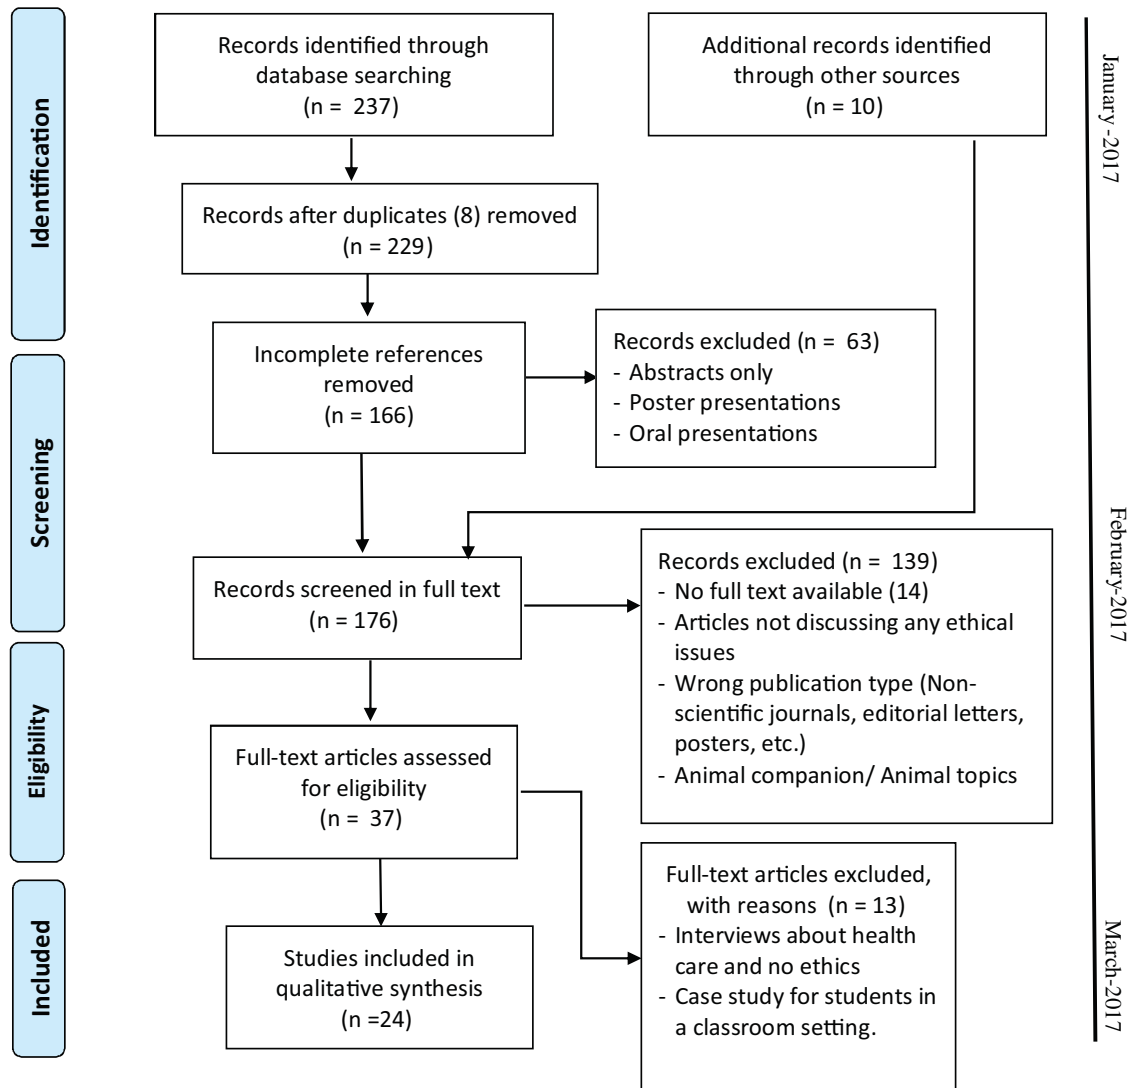 Identification
Records identified through
database searching
(n = 237)
Additional records identified
through other sources
(n = 10)
January -2017
Records after duplicates (8) removed
(n = 229)
Screening
Incomplete references
removed
(n = 166)
Records excluded (n = 63)
- Abstracts only
- Poster presentations
- Oral presentations
Records screened in full text
(n = 176)
Records excluded (n = 139)
- No full text available (14)
- Articles not discussing any ethical
issues
- Wrong publication type (Non-
scientific journals, editorial letters,
posters, etc.)
- Animal companion/ Animal topics
February-2017
Eligibility
Full-text articles assessed
for eligibility
(n = 37)
Full-text articles excluded,
with reasons (n = 13)
- Interviews about health
care and no ethics
- Case study for students in
a classroom setting.
Included
Studies included in
qualitative synthesis
(n =24)
March-2017